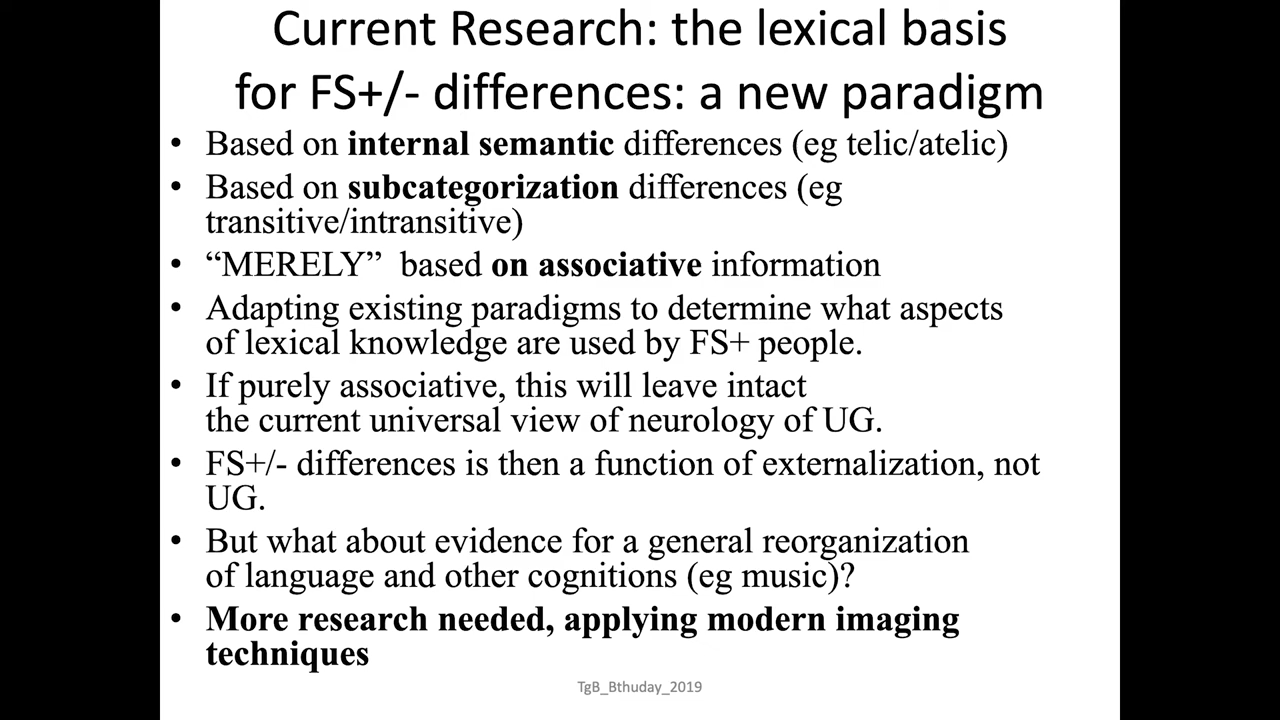 Current Research: the lexical basis
for FS+/- differences: a new paradigm
• Based on internal semantic differences (eg telic/atelic)
• Based on subcategorization differences (eg
transitive/intransitive)
• “MERELY” based on associative information
• Adapting existing paradigms to determine what aspects
of lexical knowledge are used by FS+ people.
• If purely associative, this will leave intact
the current universal view of neurology of UG.
• FS+/- differences is then a function of externalization, not
UG.
• But what about evidence for a general reorganization
of language and other cognitions (eg music)?
• More research needed, applying modern imaging
techniques
TgB_Bthuday_2019